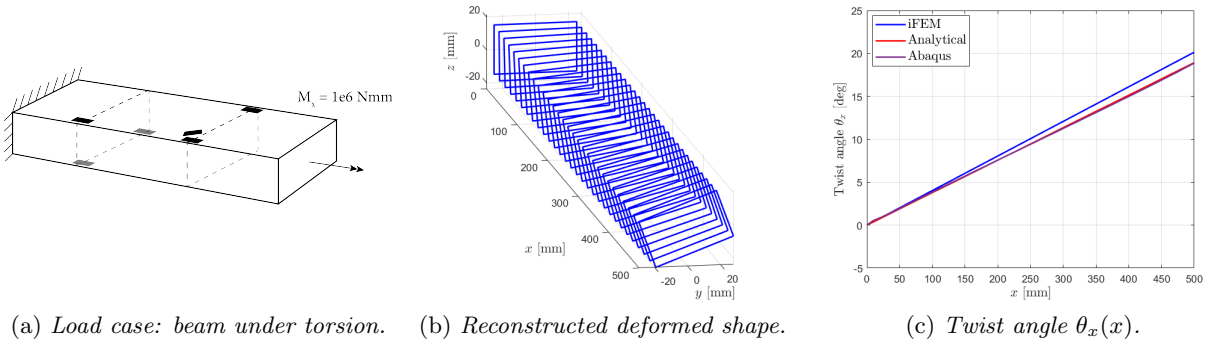 M_x = 1e6 Nmm
20
0
-20
z [mm]
0
100
200
300
400
500
x [mm]
-20
0
20
y [mm]
25
20
15
10
5
0
-5
Twist angle θ_x [deg]
iFEM
Analytical
Abaqus
0 50 100 150 200 250 300 350 400 450 500
x [mm]
(a) Load case: beam under torsion.
(b) Reconstructed deformed shape.
(c) Twist angle θ_x(x).